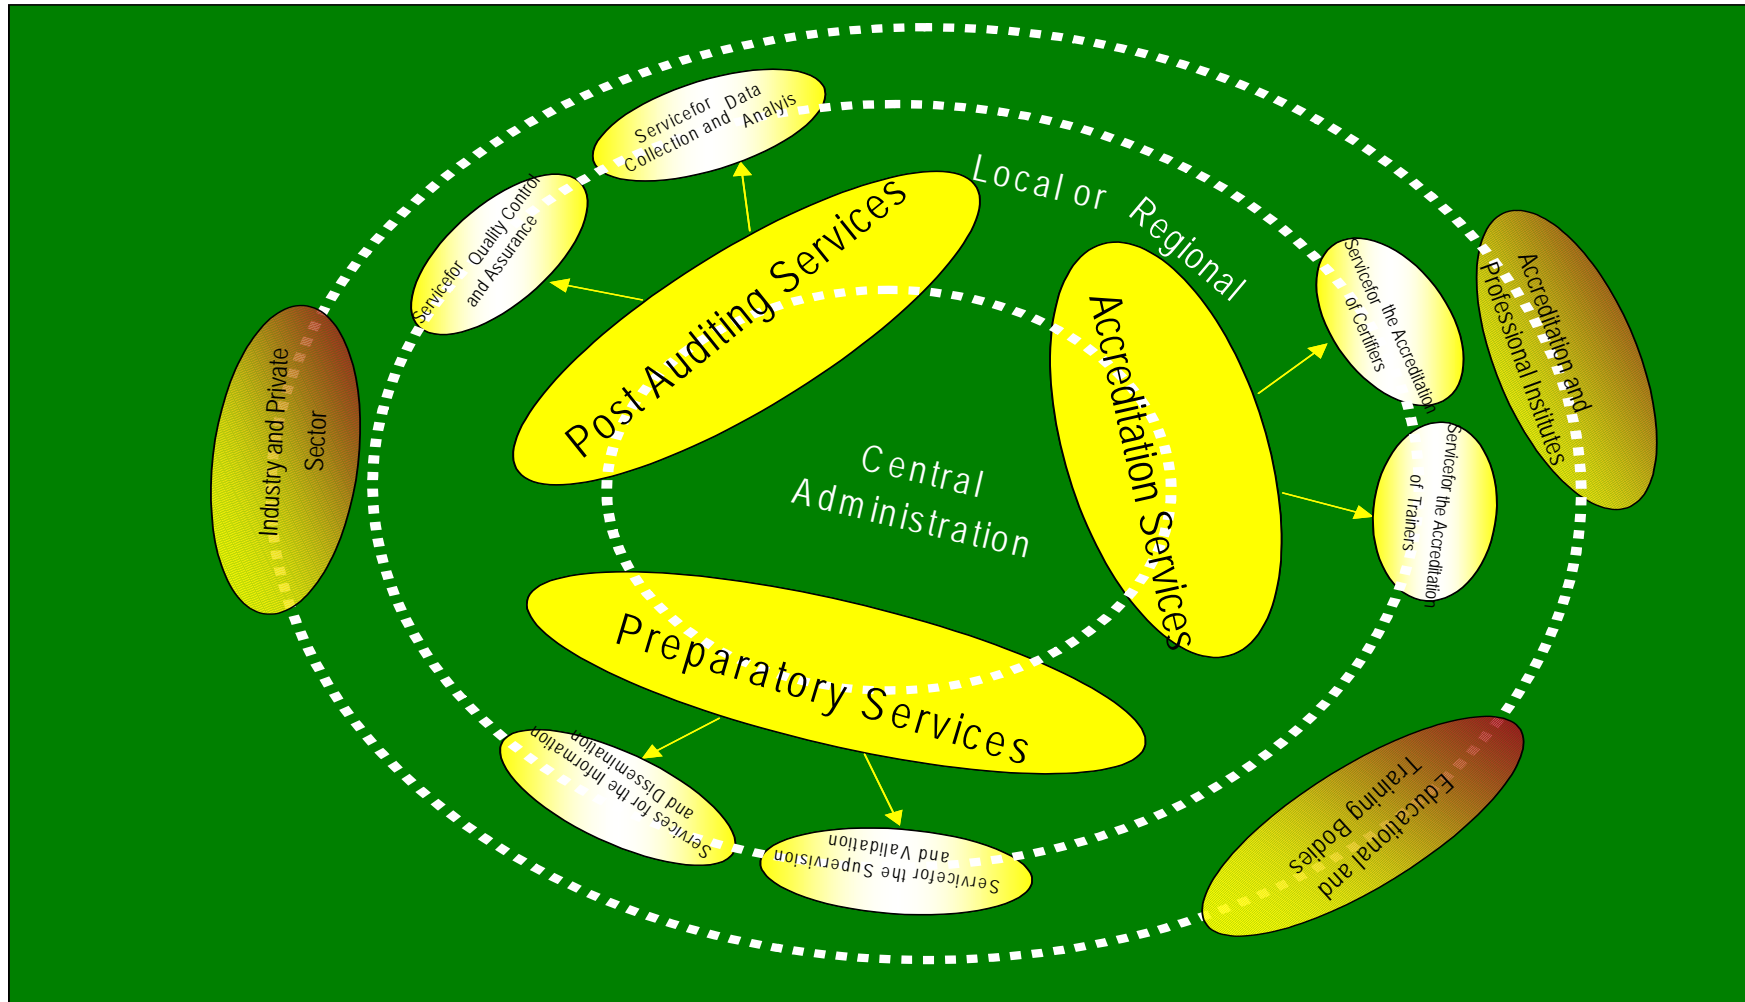 Servicefor Data
Collection and Analyis
Servicefor Quality Control
and Assurance
Post Auditing Services
Local or Regional
Accreditation Services
Servicefor the Accreditation
of Certifiers
Servicefor the Accreditation
of Trainers
Accreditation and
Professional Institutes
Industry and Private
Sector
Central
Administration
Preparatory Services
Services for the Information
and Dissemination
Servicefor the Supervision
and Validation
Educational and
Training Bodies